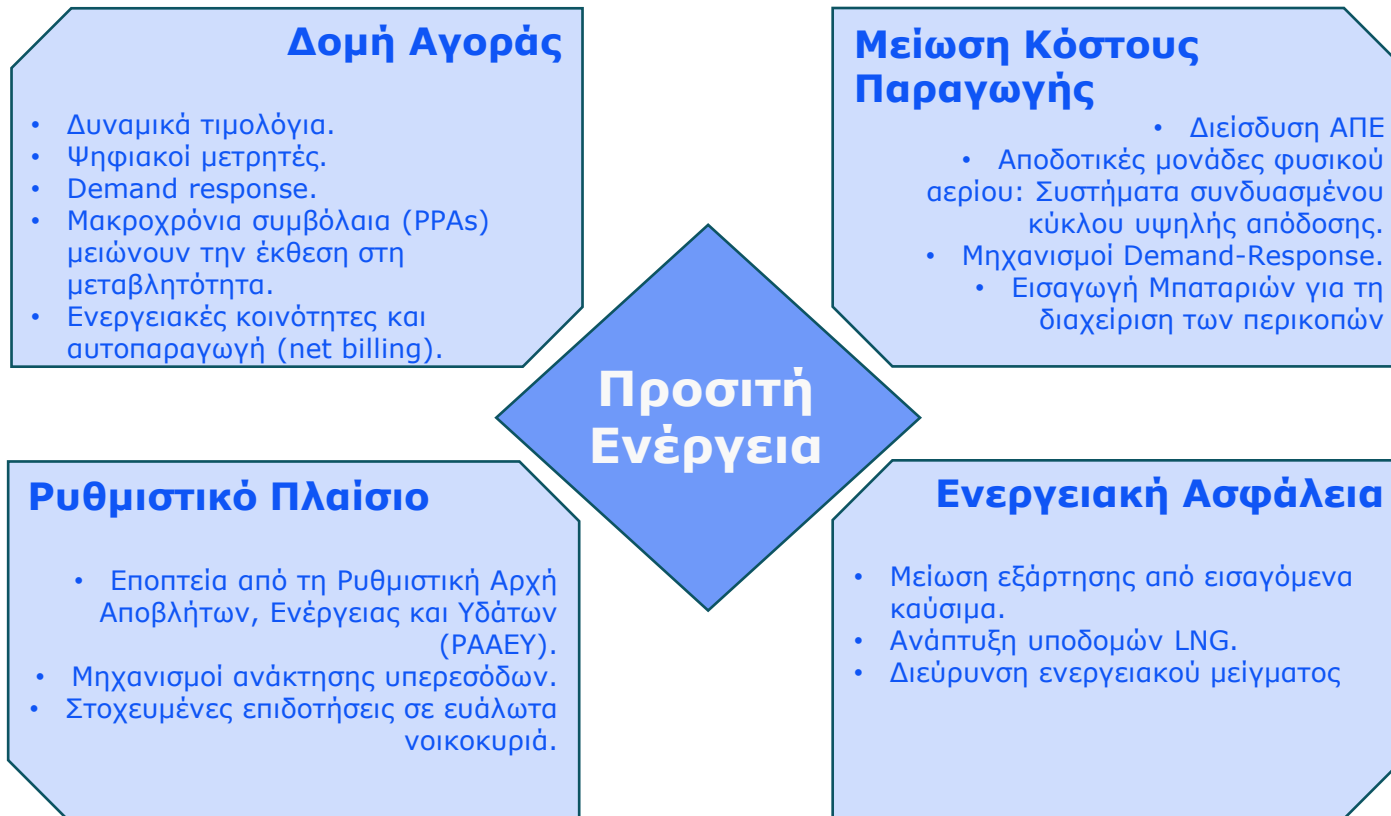 Δομή Αγοράς
• Δυναμικά τιμολόγια.
• Ψηφιακοί μετρητές.
• Demand response.
• Μακροχρόνια συμβόλαια (PPAs)
μειώνουν την έκθεση στη
μεταβλητότητα.
• Ενεργειακές κοινότητες και
αυτοπαραγωγή (net billing).
Μείωση Κόστους
Παραγωγής
• Διείσδυση ΑΠΕ
• Αποδοτικές μονάδες φυσικού
αερίου: Συστήματα συνδυασμένου
κύκλου υψηλής απόδοσης.
• Μηχανισμοί Demand-Response.
• Εισαγωγή Μπαταριών για τη
διαχείριση των περικοπών
Προσιτή
Ενέργεια
Ρυθμιστικό Πλαίσιο
• Εποπτεία από τη Ρυθμιστική Αρχή
Αποβλήτων, Ενέργειας και Υδάτων
(ΡΑΑΕΥ).
• Μηχανισμοί ανάκτησης υπερεσόδων.
• Στοχευμένες επιδοτήσεις σε ευάλωτα
νοικοκυριά.
Ενεργειακή Ασφάλεια
• Μείωση εξάρτησης από εισαγόμενα
καύσιμα.
• Ανάπτυξη υποδομών LNG.
• Διεύρυνση ενεργειακού μείγματος